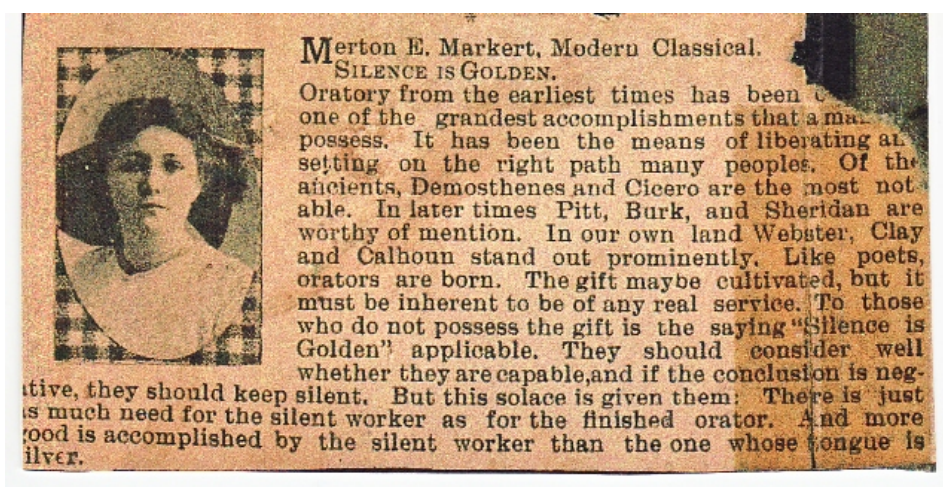 Merton E. Markert, Modern Classical.
SILENCE IS GOLDEN.
Oratory from the earliest times has been
one of the grandest accomplishments that a
possess. It has been the means of liberating
setting on the right path many peoples. Of the
ancients, Demosthenes and Cicero are the most not
able. In later times Pitt, Burk, and Sheridan are
worthy of mention. In our own land Webster, Clay
and Calhoun stand out prominently. Like poets,
orators are born. The gift maybe cultivated, but it
must be inherent to be of any real service. To those
who do not possess the gift is the saying "Silence is
Golden" applicable. They should consider well
whether they are capable, and if the conclusion is neg-
ative, they should keep silent. But this solace is given them: There is just
as much need for the silent worker as for the finished orator. And more
good is accomplished by the silent worker than the one whose tongue is
silver.